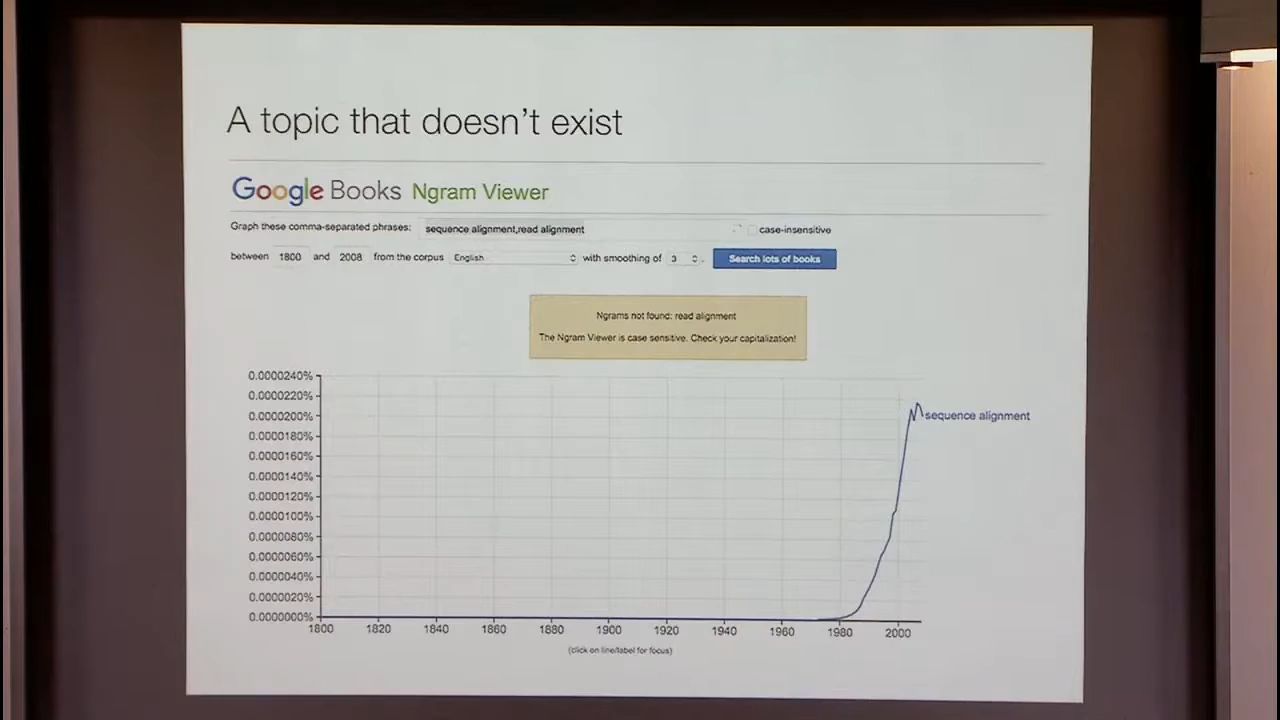 A topic that doesn't exist
Google Books Ngram Viewer
Graph these comma-separated phrases: sequence alignment,read alignment case-insensitive
between 1800 and 2008 from the corpus English with smoothing of 3 . Search lots of books
Ngrams not found: read alignment
The Ngram Viewer is case sensitive. Check your capitalization!
0.0000240%
0.0000220%
0.0000200%
sequence alignment
0.0000180%
0.0000160%
0.0000140%
0.0000120%
0.0000100%
0.0000080%
0.0000060%
0.0000040%
0.0000020%
0.0000000%
1800 1820 1840 1860 1880 1900 1920 1940 1960 1980 2000
(click on line/label for focus)